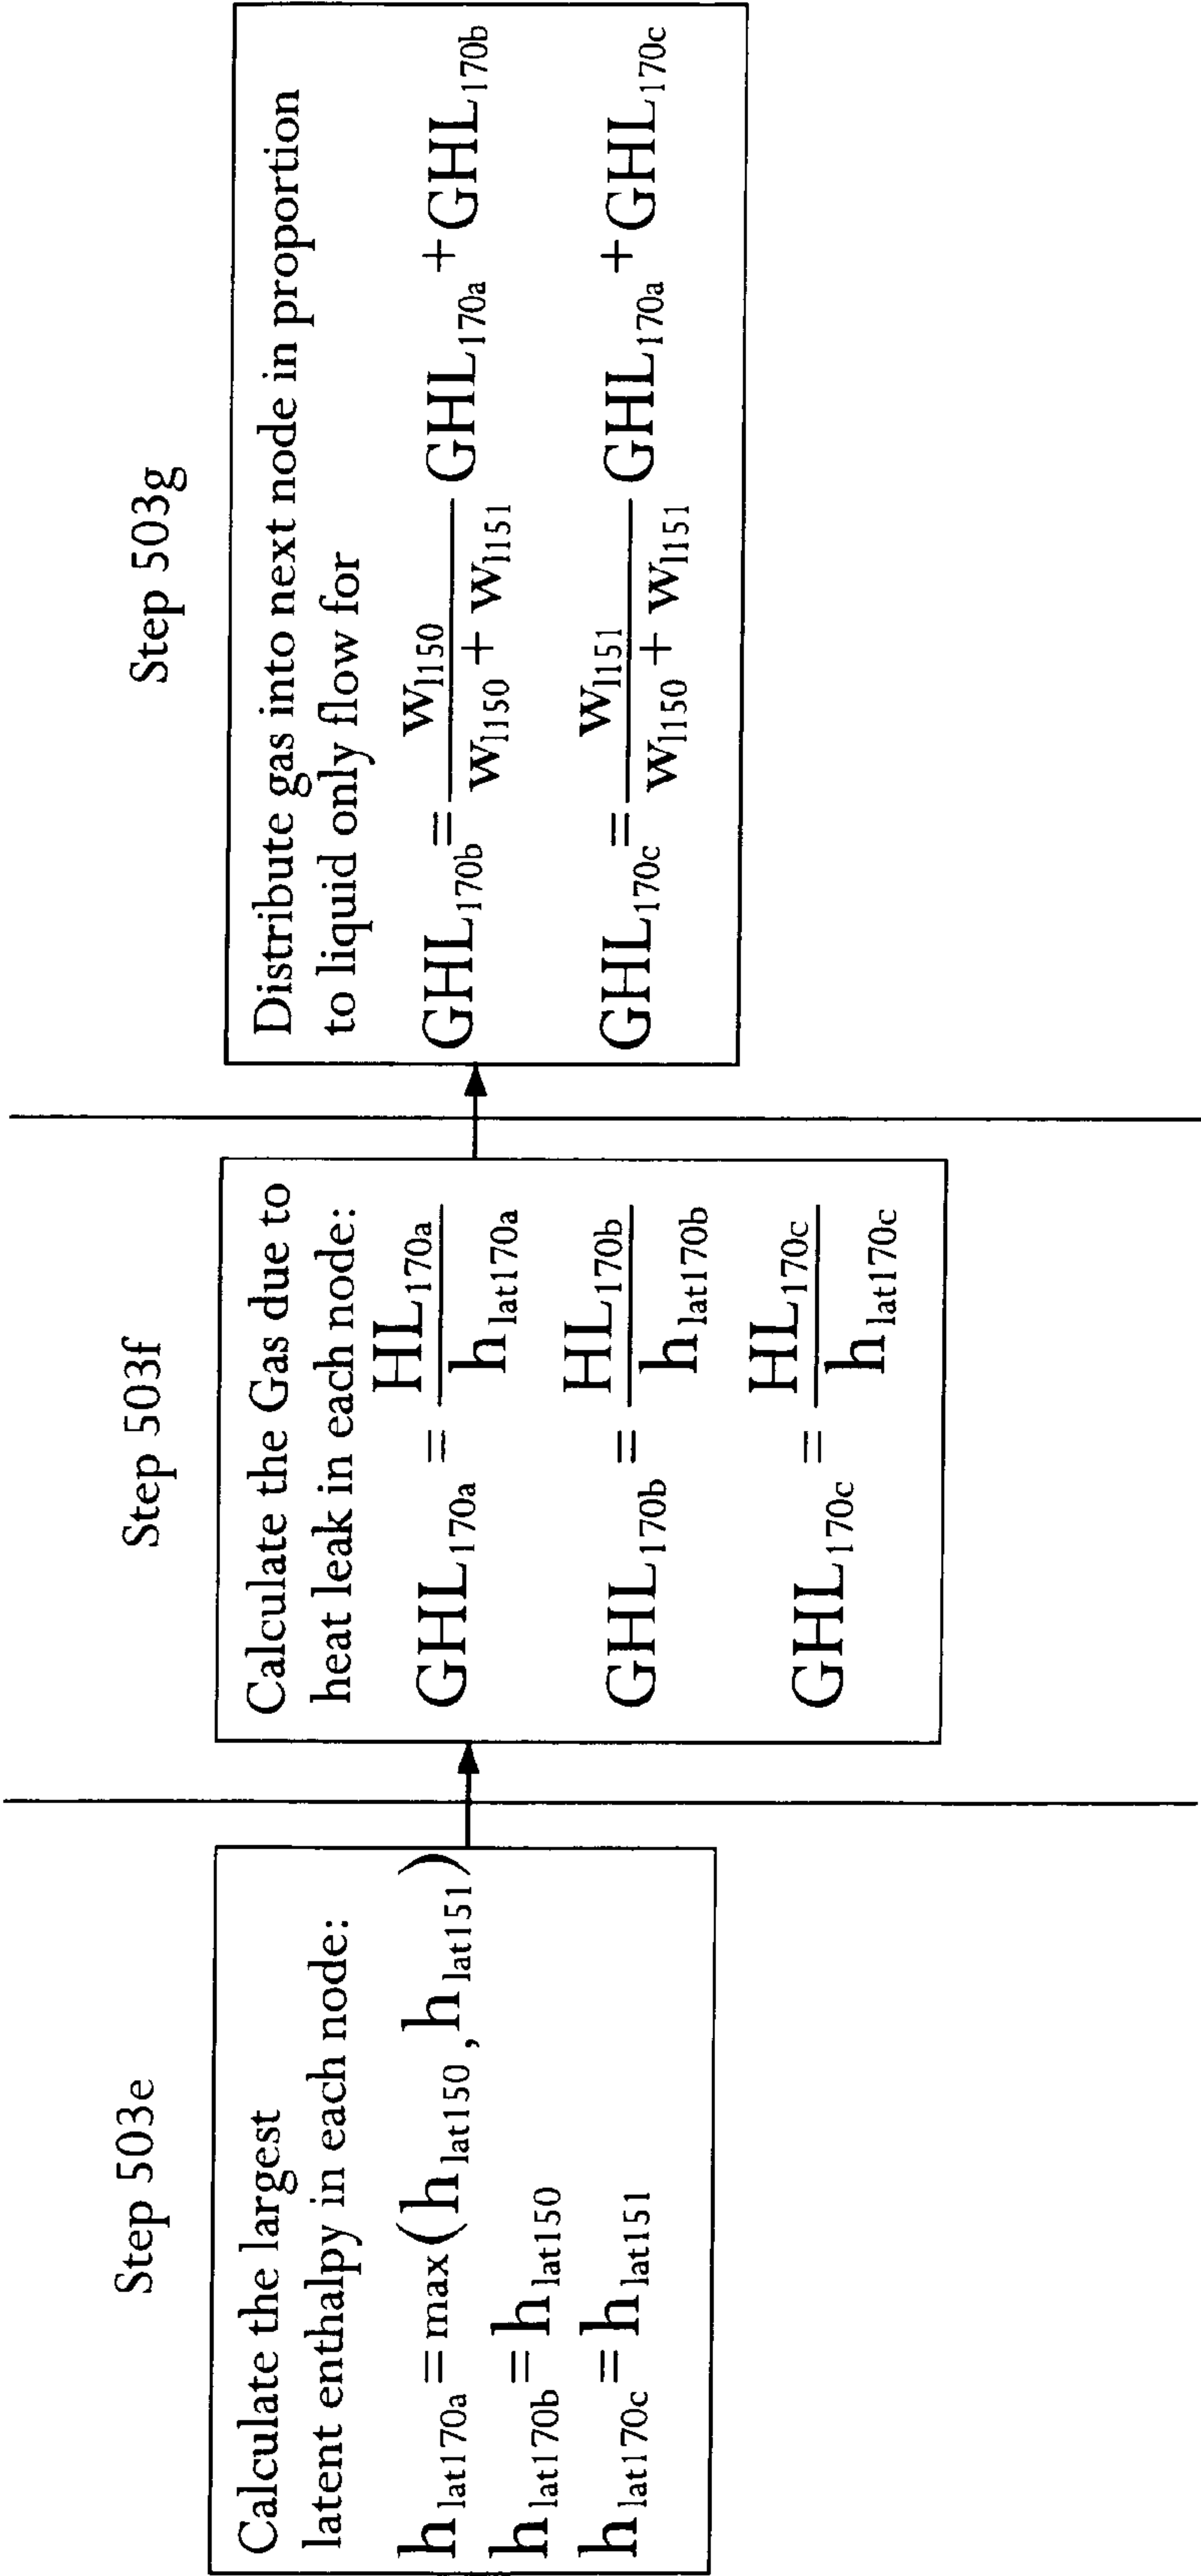 Step 503e
Calculate the largest
latent enthalpy in each node:
h_lat170a = max(h_lat150, h_lat151)
h_lat170b = h_lat150
h_lat170c = h_lat151
Step 503f
Calculate the Gas due to
heat leak in each node:
GHL_170a = HL_170a / h_lat170a
GHL_170b = HL_170b / h_lat170b
GHL_170c = HL_170c / h_lat170c
Step 503g
Distribute gas into next node in proportion
to liquid only flow for
GHL_170b = w_l150 / (w_l150 + w_l151) GHL_170a + GHL_170b
GHL_170c = w_l151 / (w_l150 + w_l151) GHL_170a + GHL_170c